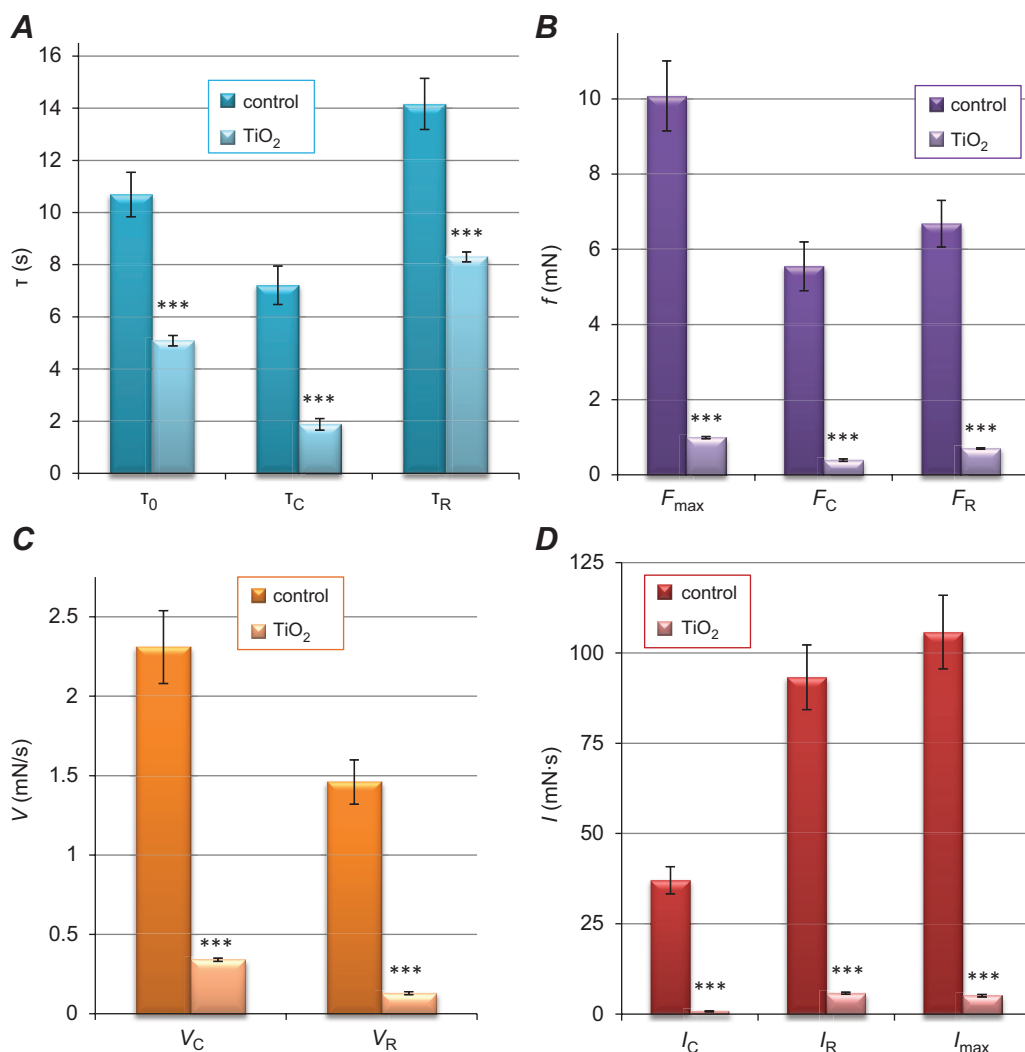 A
16
14
12
10
8
6
4
2
0
τ (s)
control
TiO₂
***
***
***
τ₀
τC
τR
B
10
8
6
4
2
0
f (mN)
control
TiO₂
***
***
***
Fmax
FC
FR
C
2.5
2
1.5
1
0.5
0
V (mN/s)
control
TiO₂
***
***
VC
VR
D
125
100
75
50
25
0
I (mN·s)
control
TiO₂
***
***
***
IC
IR
Imax